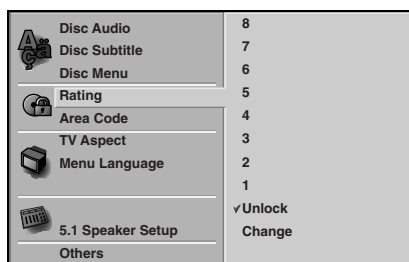 Disc Audio
Disc Subtitle
Disc Menu
Rating
Area Code
TV Aspect
Menu Language
5.1 Speaker Setup
Others
8
7
6
5
4
3
2
1
✓Unlock
Change